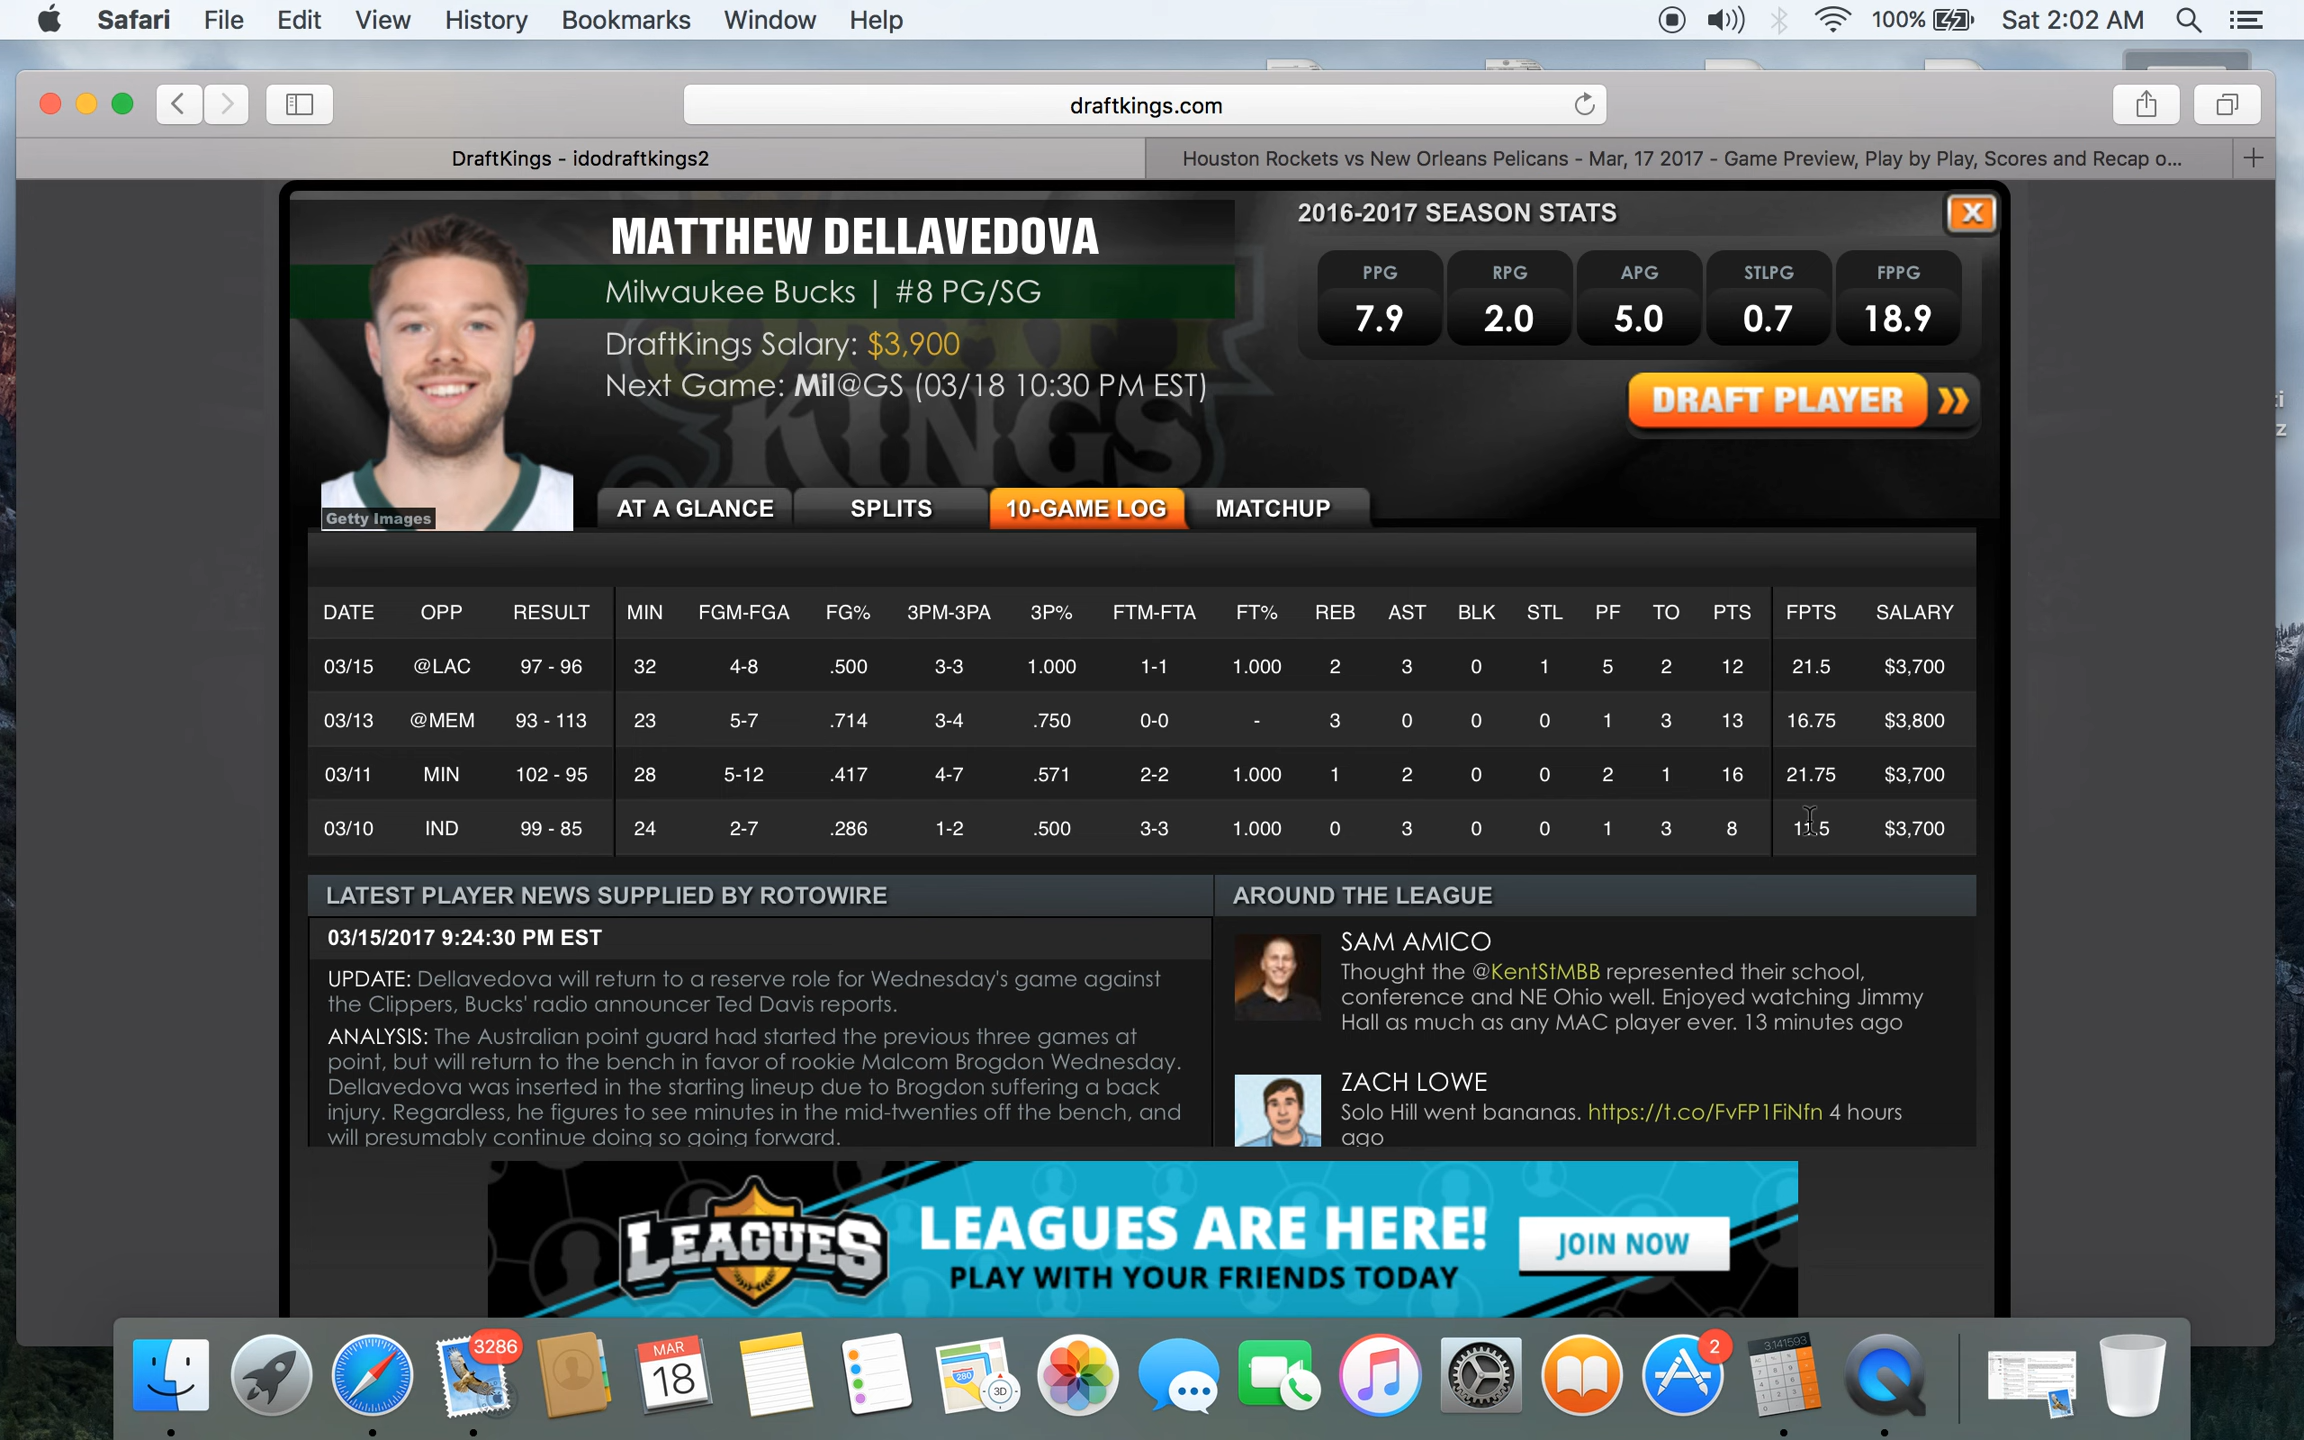 Safari File Edit View History Bookmarks Window Help 100% Sat 2:02 AM
draftkings.com
DraftKings - idodraftkings2
Houston Rockets vs New Orleans Pelicans - Mar, 17 2017 - Game Preview, Play by Play, Scores and Recap o...
MATTHEW DELLAVEDOVA
Milwaukee Bucks | #8 PG/SG
DraftKings Salary: $3,900
Next Game: Mil@GS (03/18 10:30 PM EST)
Getty Images
2016-2017 SEASON STATS
X
PPG RPG APG STLPG FPPG
7.9 2.0 5.0 0.7 18.9
DRAFT PLAYER
KINGS
AT A GLANCE SPLITS 10-GAME LOG MATCHUP
DATE OPP RESULT MIN FGM-FGA FG% 3PM-3PA 3P% FTM-FTA FT% REB AST BLK STL PF TO PTS FPTS SALARY
03/15 @LAC 97 - 96 32 4-8 .500 3-3 1.000 1-1 1.000 2 3 0 1 5 2 12 21.5 $3,700
03/13 @MEM 93 - 113 23 5-7 .714 3-4 .750 0-0 - 3 0 0 0 1 3 13 16.75 $3,800
03/11 MIN 102 - 95 28 5-12 .417 4-7 .571 2-2 1.000 1 2 0 0 2 1 16 21.75 $3,700
03/10 IND 99 - 85 24 2-7 .286 1-2 .500 3-3 1.000 0 3 0 0 1 3 8 11.5 $3,700
LATEST PLAYER NEWS SUPPLIED BY ROTOWIRE
03/15/2017 9:24:30 PM EST
UPDATE: Dellavedova will return to a reserve role for Wednesday's game against
the Clippers, Bucks' radio announcer Ted Davis reports.
ANALYSIS: The Australian point guard had started the previous three games at
point, but will return to the bench in favor of rookie Malcom Brogdon Wednesday.
Dellavedova was inserted in the starting lineup due to Brogdon suffering a back
injury. Regardless, he figures to see minutes in the mid-twenties off the bench, and
will presumably continue doing so going forward.
AROUND THE LEAGUE
SAM AMICO
Thought the @KentStMBB represented their school,
conference and NE Ohio well. Enjoyed watching Jimmy
Hall as much as any MAC player ever. 13 minutes ago
ZACH LOWE
Solo Hill went bananas. https://t.co/FvFP1FiNfn 4 hours
ago
LEAGUES
LEAGUES ARE HERE!
PLAY WITH YOUR FRIENDS TODAY
JOIN NOW
3286
MAR
18
280
3D
2
3.141593